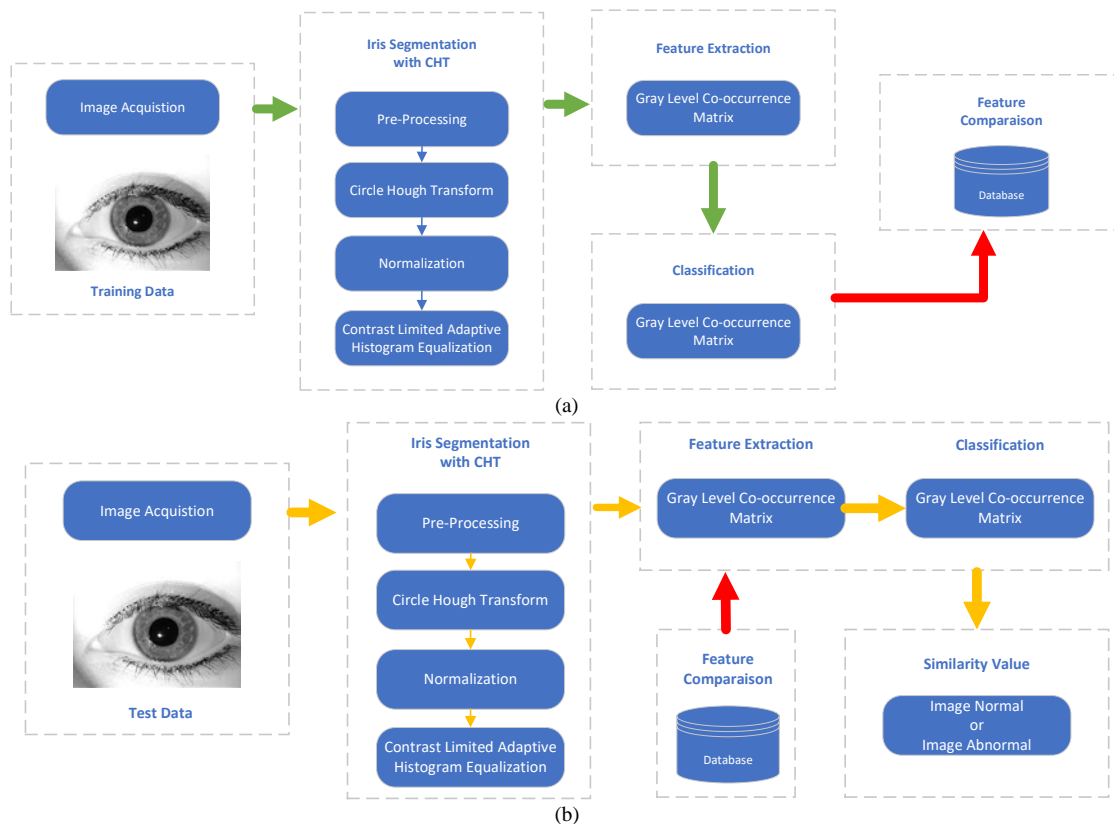 Image Acquistion
Training Data
Iris Segmentation
with CHT
Pre-Processing
Circle Hough Transform
Normalization
Contrast Limited Adaptive
Histogram Equalization
Feature Extraction
Gray Level Co-occurrence
Matrix
Classification
Gray Level Co-occurrence
Matrix
Feature
Comparaison
Database
(a)
Image Acquistion
Test Data
Iris Segmentation
with CHT
Pre-Processing
Circle Hough Transform
Normalization
Contrast Limited Adaptive
Histogram Equalization
Feature Extraction
Gray Level Co-occurrence
Matrix
Classification
Gray Level Co-occurrence
Matrix
Feature
Comparaison
Database
Similarity Value
Image Normal
or
Image Abnormal
(b)